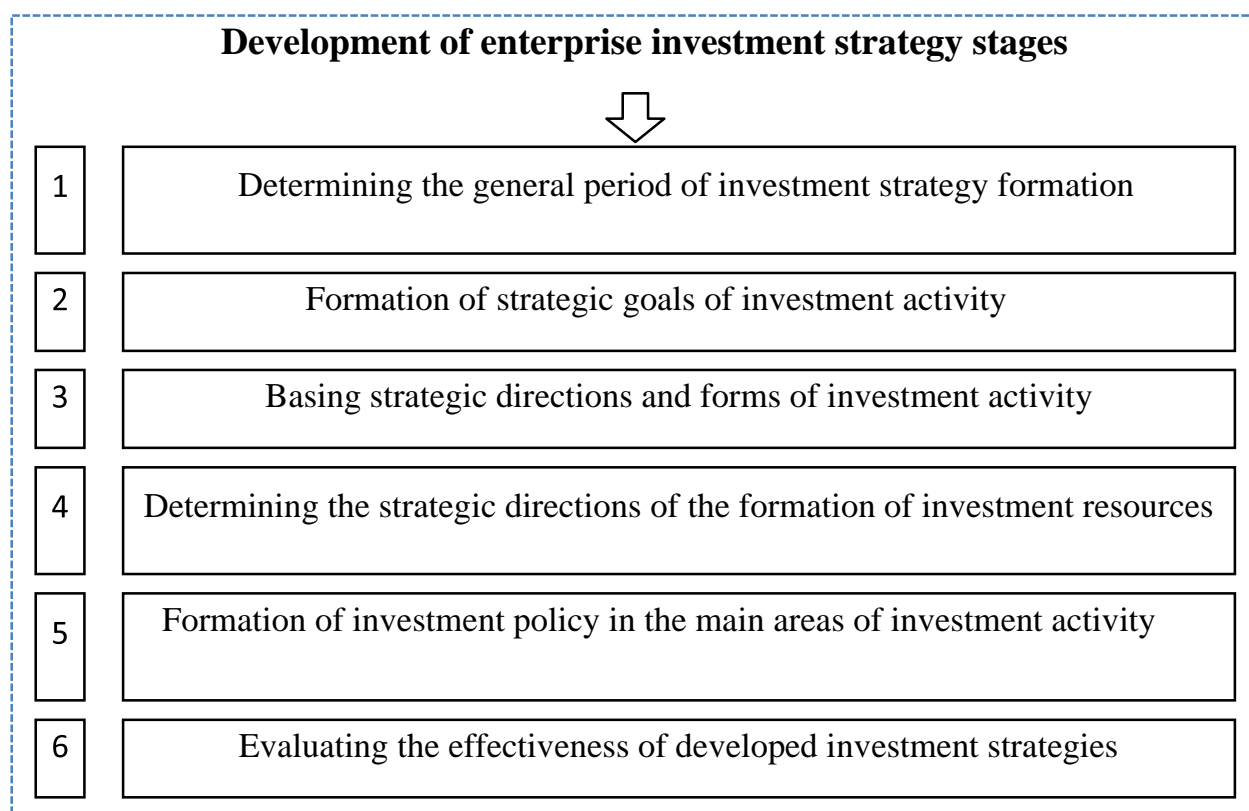 Development of enterprise investment strategy stages
1 Determining the general period of investment strategy formation
2 Formation of strategic goals of investment activity
3 Basing strategic directions and forms of investment activity
4 Determining the strategic directions of the formation of investment resources
5 Formation of investment policy in the main areas of investment activity
6 Evaluating the effectiveness of developed investment strategies